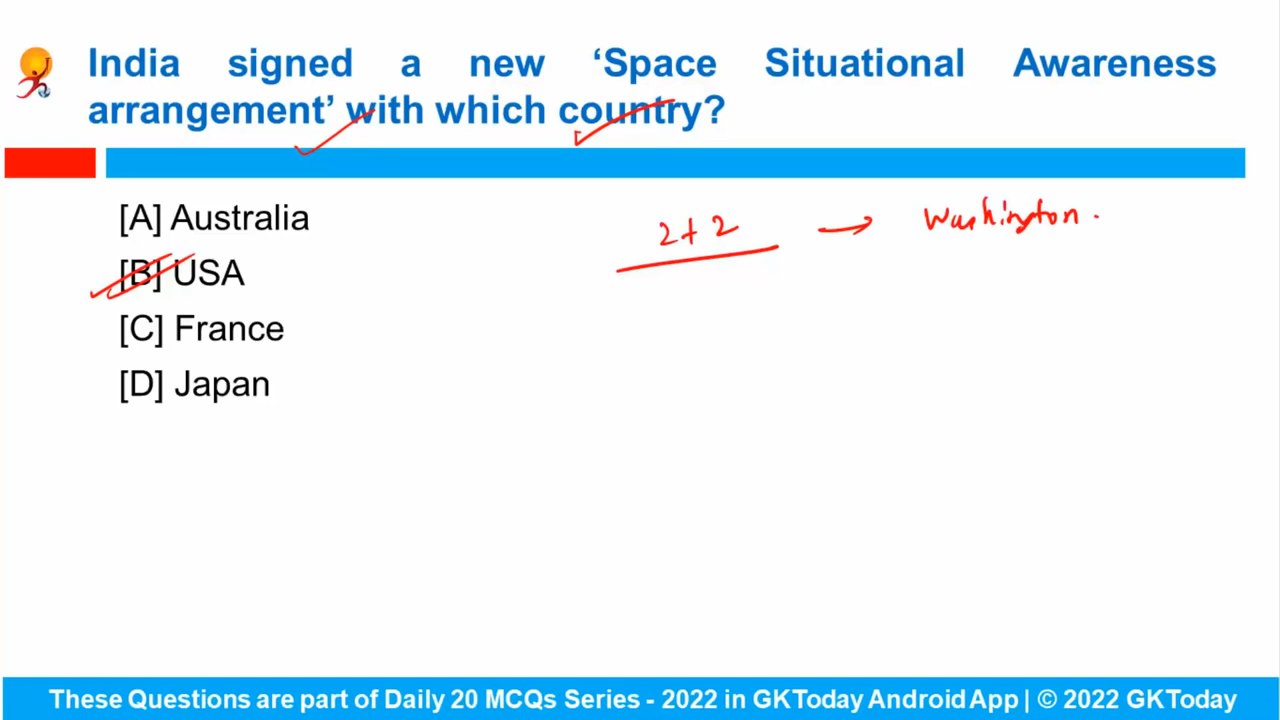 India signed a new ‘Space Situational Awareness
arrangement’ with which country?
[A] Australia
2+2 → Washington.
[B] USA
[C] France
[D] Japan
These Questions are part of Daily 20 MCQs Series - 2022 in GKToday Android App | © 2022 GKToday